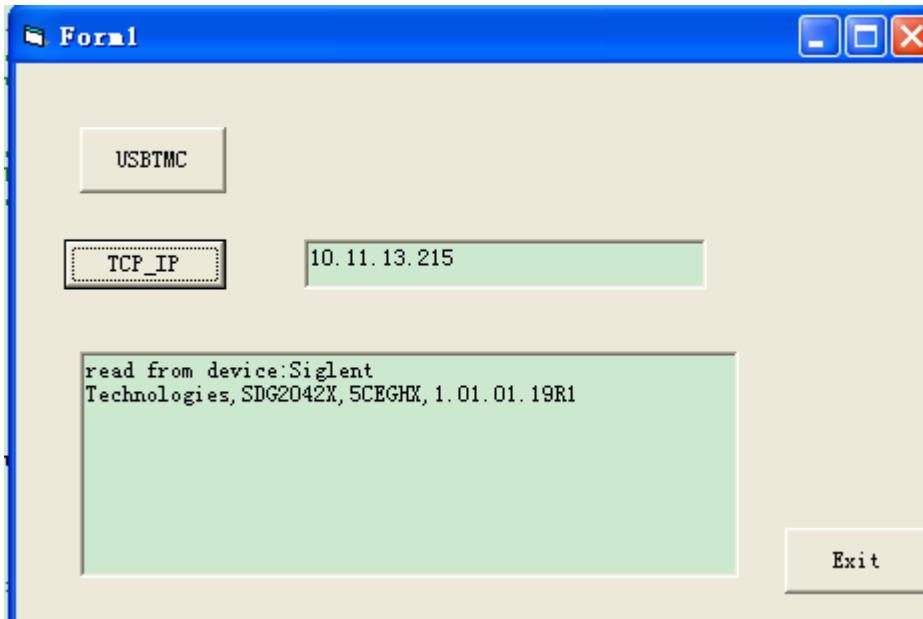 Form1
USBTMC
TCP_IP
10.11.13.215
read from device:Siglent
Technologies,SDG2042X,5CEGHX,1.01.01.19R1
Exit